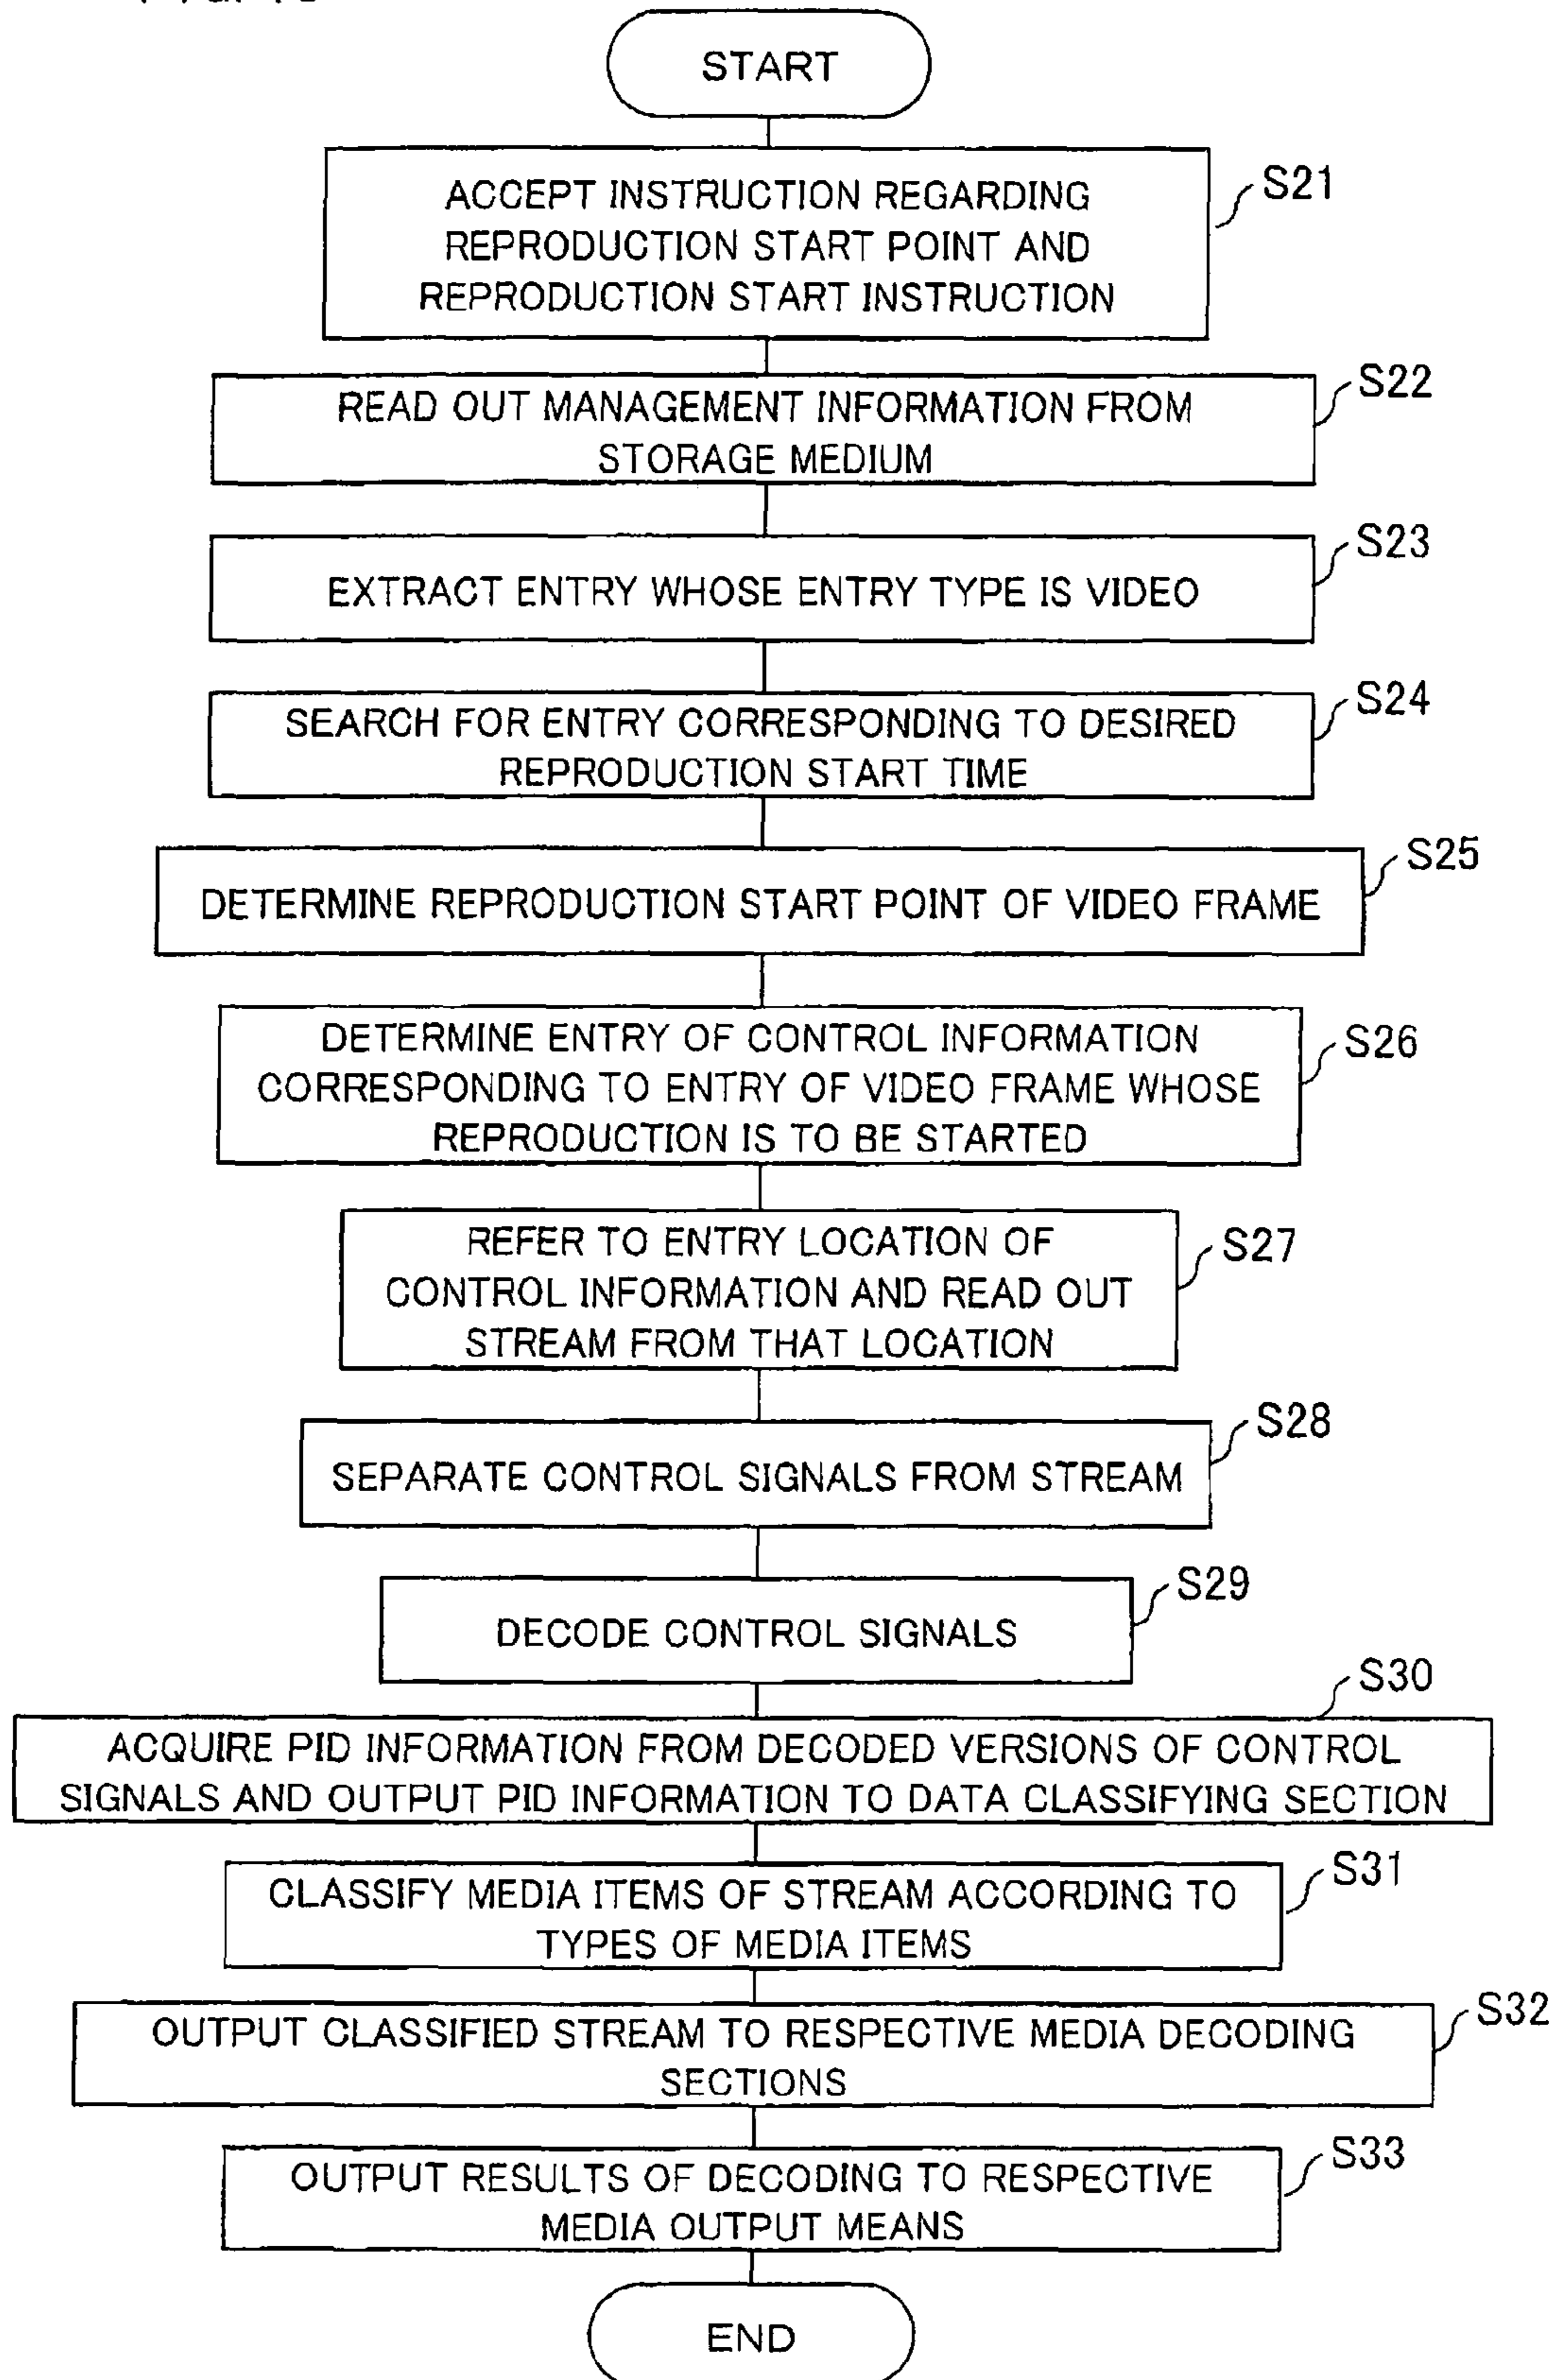 START
ACCEPT INSTRUCTION REGARDING
REPRODUCTION START POINT AND
REPRODUCTION START INSTRUCTION
S21
READ OUT MANAGEMENT INFORMATION FROM
STORAGE MEDIUM
S22
EXTRACT ENTRY WHOSE ENTRY TYPE IS VIDEO
S23
SEARCH FOR ENTRY CORRESPONDING TO DESIRED
REPRODUCTION START TIME
S24
DETERMINE REPRODUCTION START POINT OF VIDEO FRAME
S25
DETERMINE ENTRY OF CONTROL INFORMATION
CORRESPONDING TO ENTRY OF VIDEO FRAME WHOSE
REPRODUCTION IS TO BE STARTED
S26
REFER TO ENTRY LOCATION OF
CONTROL INFORMATION AND READ OUT
STREAM FROM THAT LOCATION
S27
SEPARATE CONTROL SIGNALS FROM STREAM
S28
DECODE CONTROL SIGNALS
S29
ACQUIRE PID INFORMATION FROM DECODED VERSIONS OF CONTROL
SIGNALS AND OUTPUT PID INFORMATION TO DATA CLASSIFYING SECTION
S30
CLASSIFY MEDIA ITEMS OF STREAM ACCORDING TO
TYPES OF MEDIA ITEMS
S31
OUTPUT CLASSIFIED STREAM TO RESPECTIVE MEDIA DECODING
SECTIONS
S32
OUTPUT RESULTS OF DECODING TO RESPECTIVE
MEDIA OUTPUT MEANS
S33
END